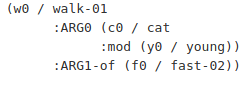 (w0 / walk-01
:ARG0 (c0 / cat
:mod (y0 / young))
:ARG1-of (f0 / fast-02))